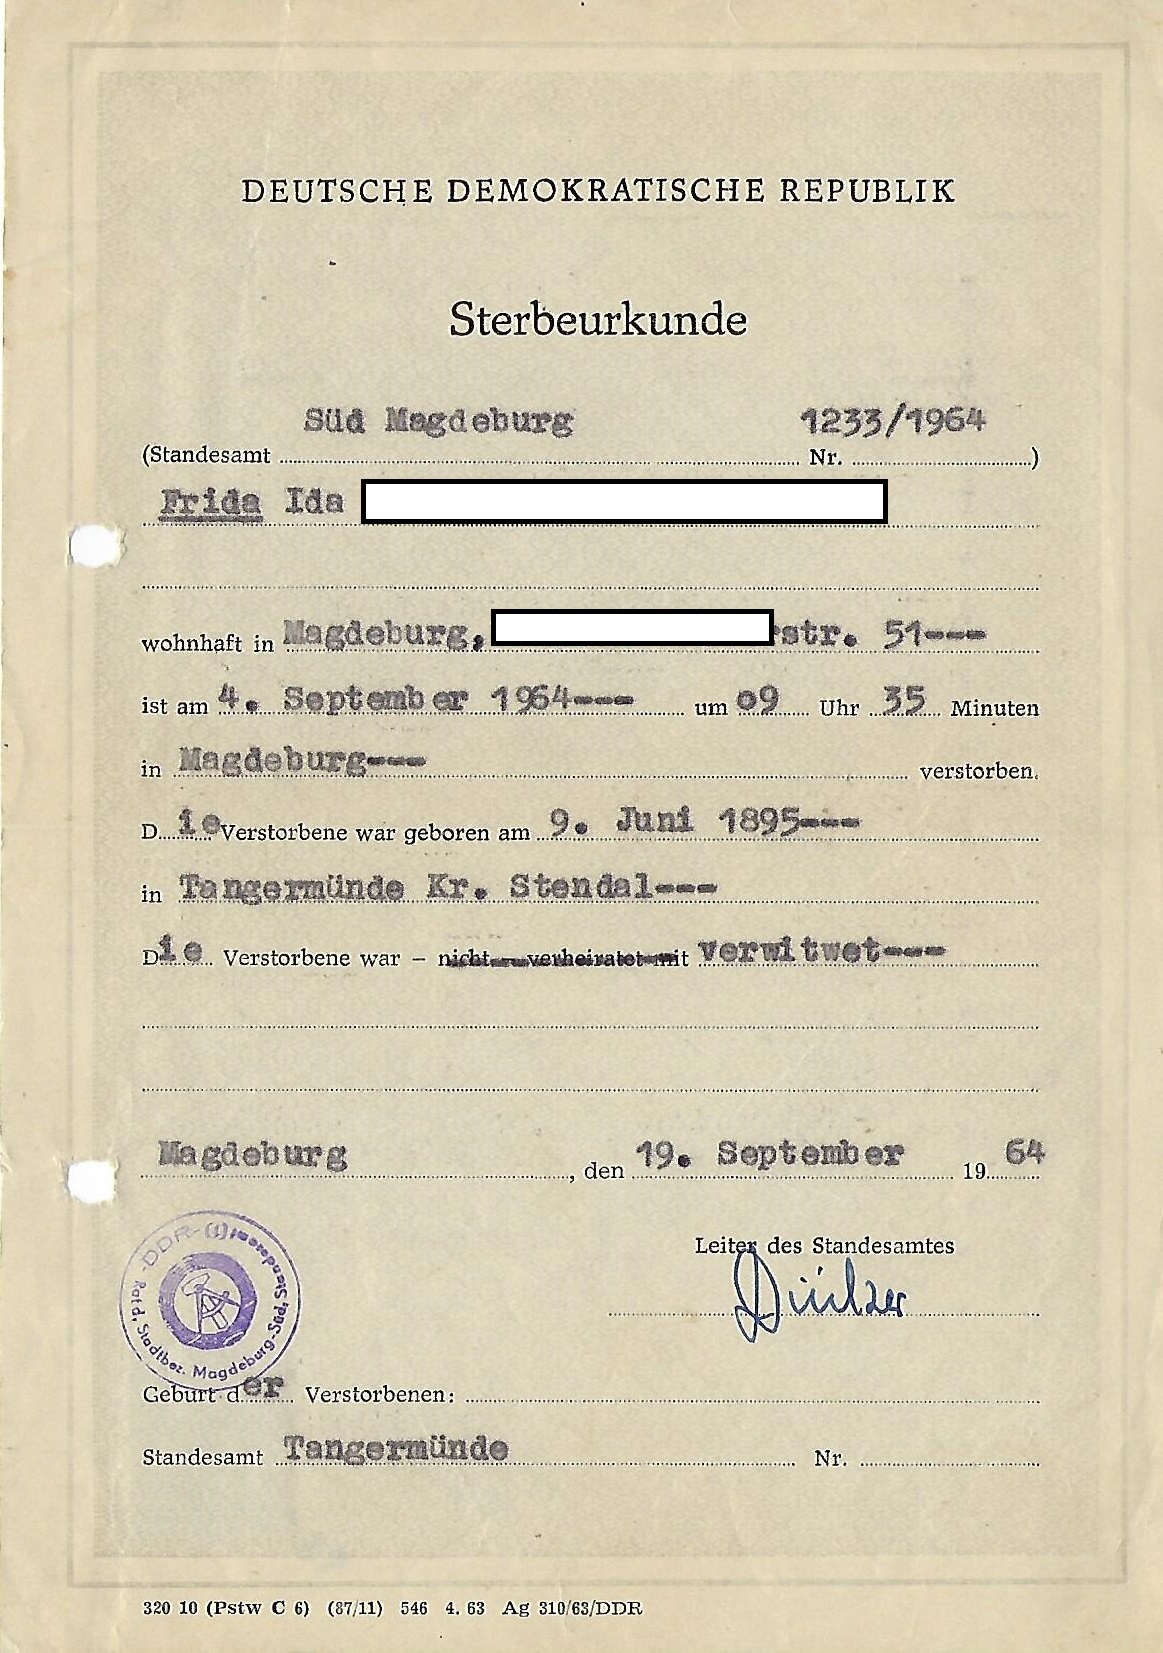 DEUTSCHE DEMOKRATISCHE REPUBLIK
Sterbeurkunde
(Standesamt Süd Magdeburg Nr. 1233/1964)
Frida Ida
wohnhaft in Magdeburg, str. 51---
ist am 4. September 1964--- um 09 Uhr 35 Minuten
in Magdeburg--- verstorben.
Die Verstorbene war geboren am 9. Juni 1895---
in Tangermünde Kr. Stendal---
Die Verstorbene war – nicht – verheiratet mit verwitwet---
Magdeburg, den 19. September 1964
Leiter des Standesamtes
-DDR- (1) Standesamt
Rat d. Stadtbez. Magdeburg-Süd,
Geburt der Verstorbenen:
Standesamt Tangermünde Nr.
320 10 (Pstw C 6) (87/11) 546 4. 63 Ag 310/63/DDR